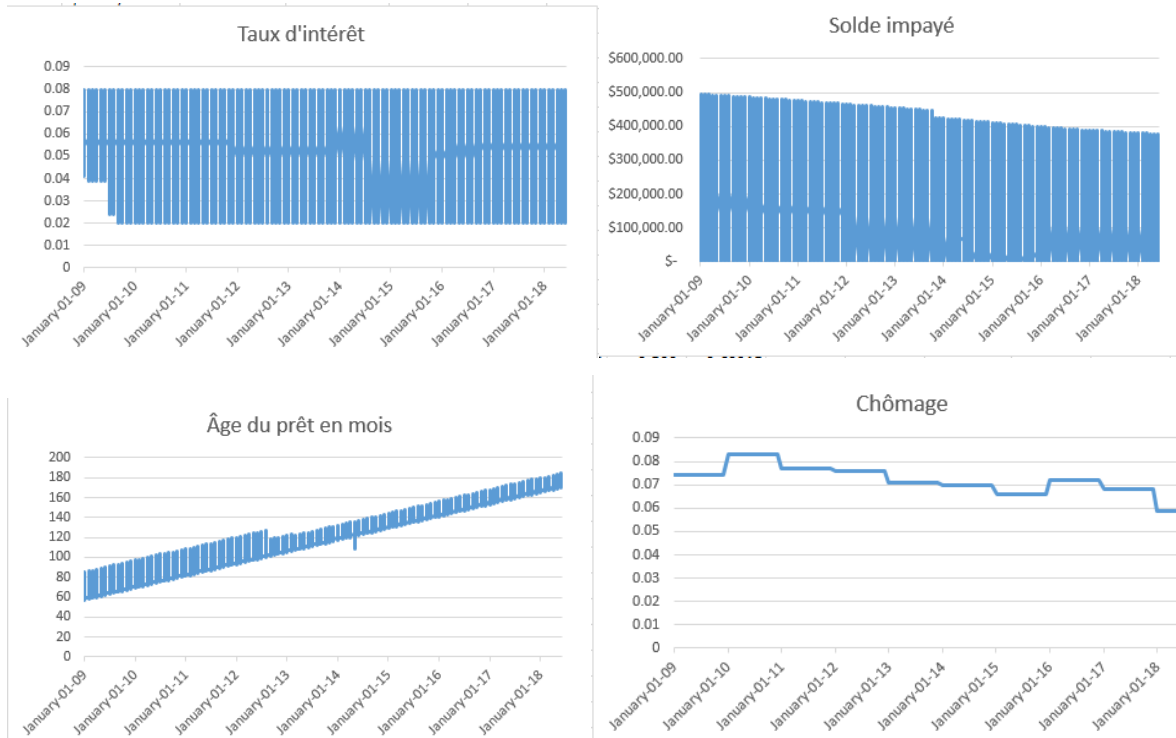 Taux d'intérêt
0.09
0.08
0.07
0.06
0.05
0.04
0.03
0.02
0.01
0
January-01-09
January-01-10
January-01-11
January-01-12
January-01-13
January-01-14
January-01-15
January-01-16
January-01-17
January-01-18
Solde impayé
$600,000.00
$500,000.00
$400,000.00
$300,000.00
$200,000.00
$100,000.00
$-
January-01-09
January-01-10
January-01-11
January-01-12
January-01-13
January-01-14
January-01-15
January-01-16
January-01-17
January-01-18
Âge du prêt en mois
200
180
160
140
120
100
80
60
40
20
0
January-01-09
January-01-10
January-01-11
January-01-12
January-01-13
January-01-14
January-01-15
January-01-16
January-01-17
January-01-18
Chômage
0.09
0.08
0.07
0.06
0.05
0.04
0.03
0.02
0.01
0
January-01-09
January-01-10
January-01-11
January-01-12
January-01-13
January-01-14
January-01-15
January-01-16
January-01-17
January-01-18